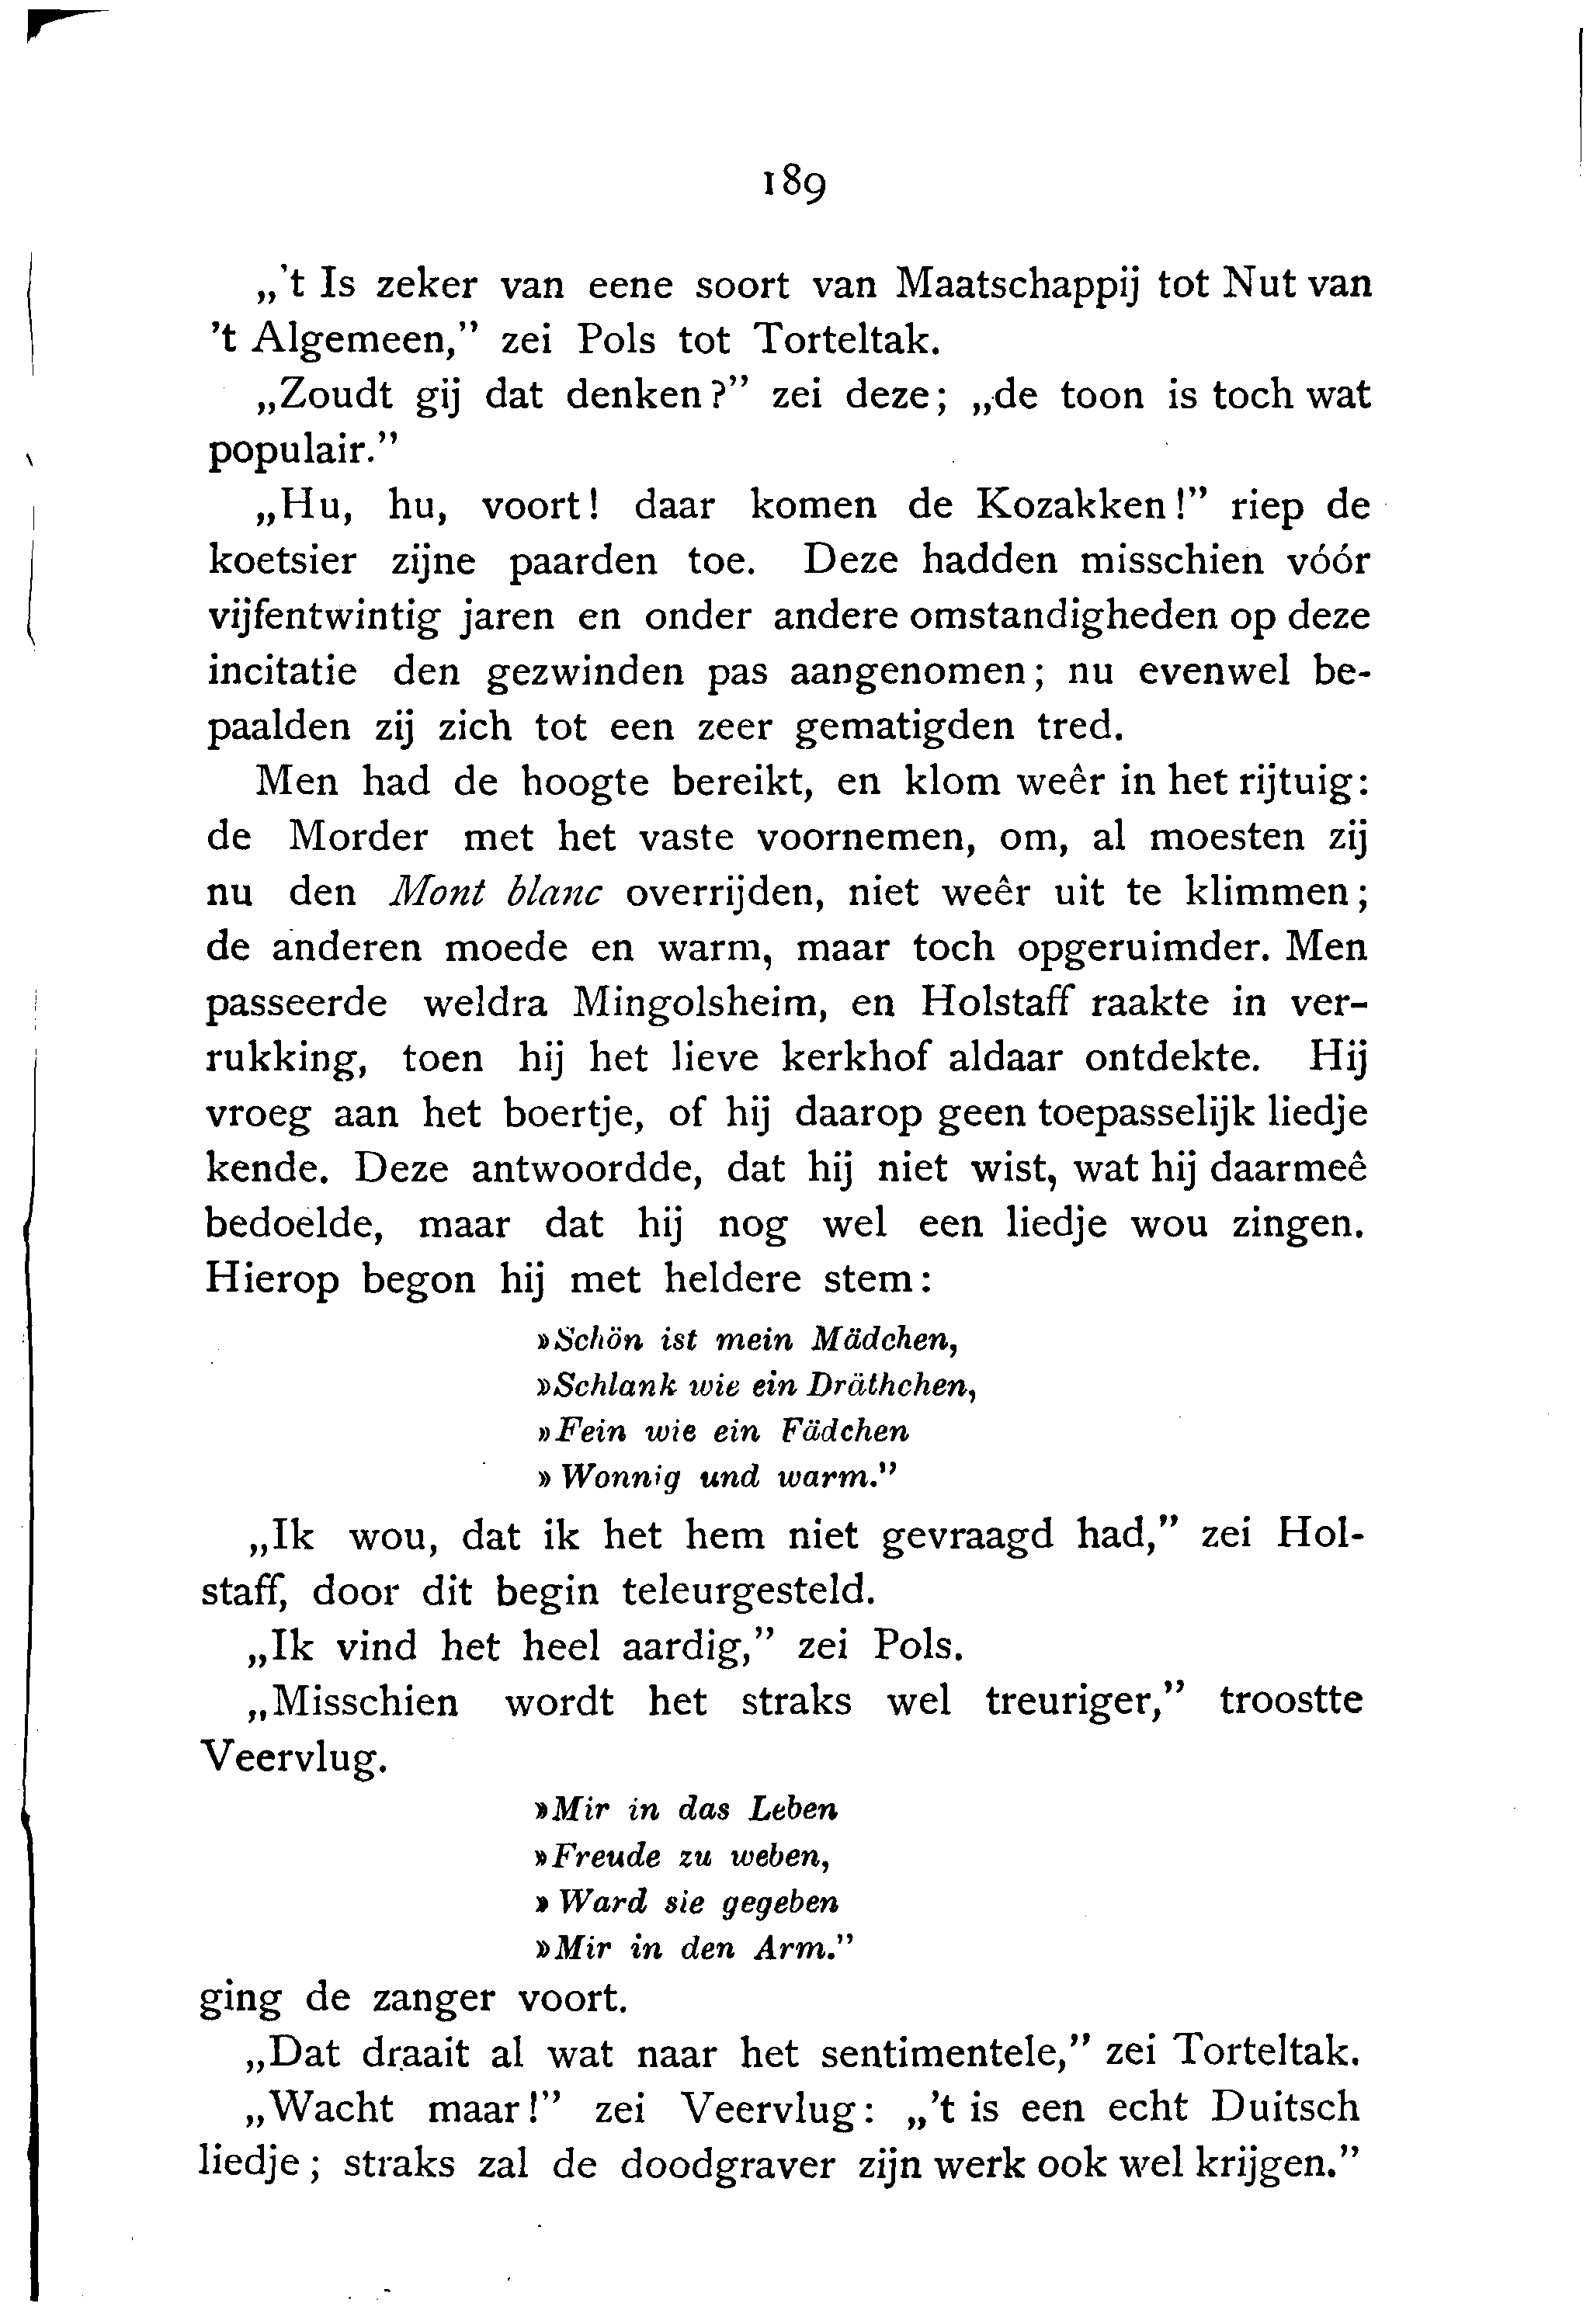 189
„'t Is zeker van eene soort van Maatschappij tot Nut van
't Algemeen,” zei Pols tot Torteltak.
„Zoudt gij dat denken?” zei deze; „de toon is toch wat
populair.”
„Hu, hu, voort! daar komen de Kozakken!” riep de
koetsier zijne paarden toe. Deze hadden misschien vóór
vijfentwintig jaren en onder andere omstandigheden op deze
incitatie den gezwinden pas aangenomen; nu evenwel be-
paalden zij zich tot een zeer gematigden tred.
Men had de hoogte bereikt, en klom weêr in het rijtuig:
de Morder met het vaste voornemen, om, al moesten zij
nu den Mont blanc overrijden, niet weêr uit te klimmen;
de anderen moede en warm, maar toch opgeruimder. Men
passeerde weldra Mingolsheim, en Holstaff raakte in ver-
rukking, toen hij het lieve kerkhof aldaar ontdekte. Hij
vroeg aan het boertje, of hij daarop geen toepasselijk liedje
kende. Deze antwoordde, dat hij niet wist, wat hij daarmeê
bedoelde, maar dat hij nog wel een liedje wou zingen.
Hierop begon hij met heldere stem:
»Schön ist mein Mädchen,
»Schlank wie ein Dräthchen,
»Fein wie ein Fädchen
»Wonnig und warm.”
„Ik wou, dat ik het hem niet gevraagd had,” zei Hol-
staff, door dit begin teleurgesteld.
„Ik vind het heel aardig,” zei Pols.
„Misschien wordt het straks wel treuriger,” troostte
Veervlug.
»Mir in das Leben
»Freude zu weben,
»Ward sie gegeben
»Mir in den Arm.”
ging de zanger voort.
„Dat draait al wat naar het sentimentele,” zei Torteltak.
„Wacht maar!” zei Veervlug: „'t is een echt Duitsch
liedje; straks zal de doodgraver zijn werk ook wel krijgen.”